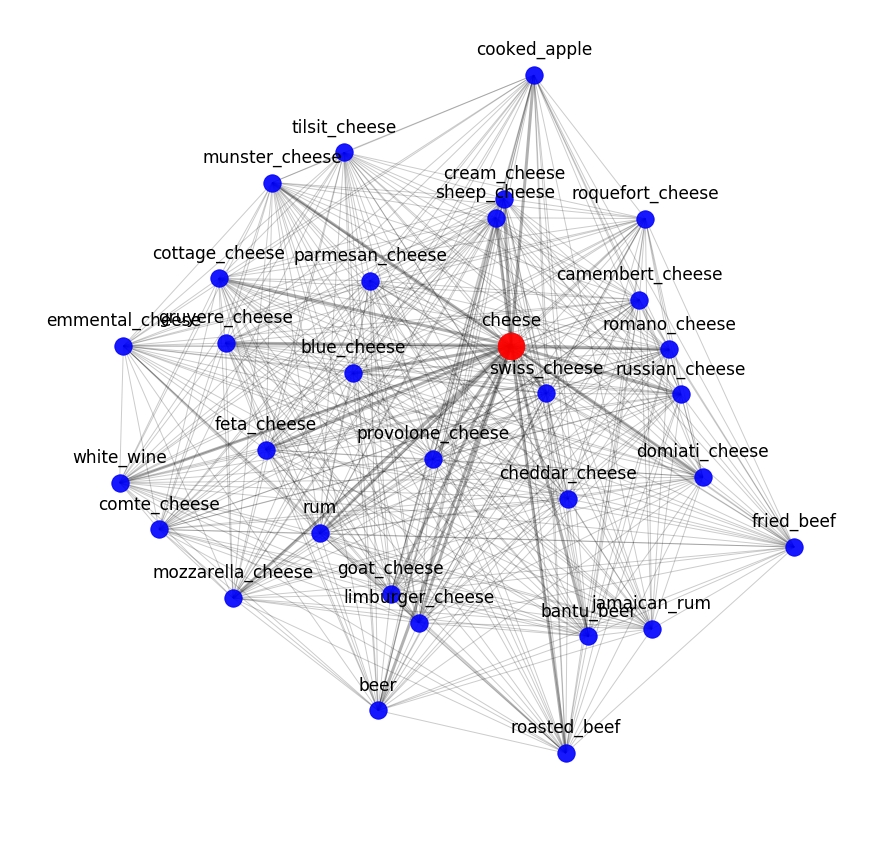 cooked_apple
tilsit_cheese
munster_cheese
cream_cheese
sheep_cheese
roquefort_cheese
cottage_cheese
parmesan_cheese
camembert_cheese
emmental_cheese
gruyere_cheese
cheese
romano_cheese
blue_cheese
swiss_cheese
russian_cheese
feta_cheese
provolone_cheese
white_wine
domiati_cheese
cheddar_cheese
comte_cheese
rum
fried_beef
mozzarella_cheese
goat_cheese
limburger_cheese
bantu_beer
jamaican_rum
beer
roasted_beef